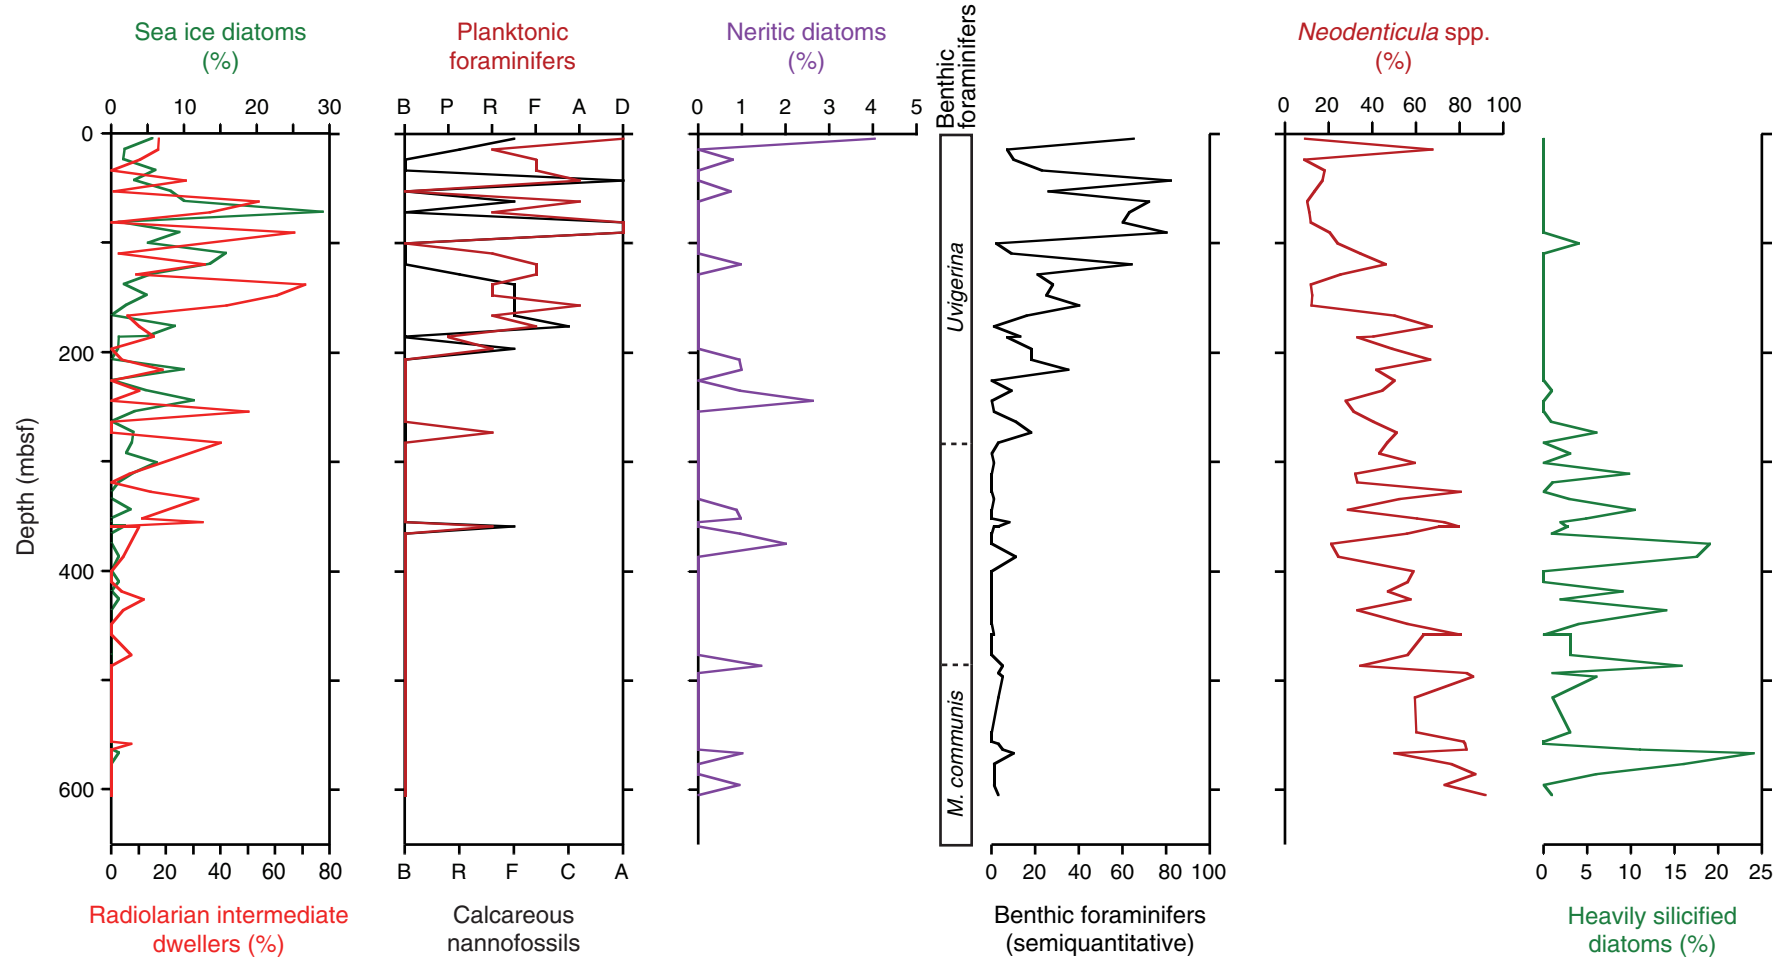 Sea ice diatoms
(%)
Planktonic
foraminifers
Neritic diatoms
(%)
Benthic
foraminifers
Neodenticula spp.
(%)
0 10 20 30
B P R F A D
0 1 2 3 4 5
0 20 40 60 80 100
Depth (mbsf)
0
200
400
600
Uvigerina
M. communis
0 20 40 60 80
B R F C A
0 20 40 60 80 100
0 5 10 15 20 25
Radiolarian intermediate
dwellers (%)
Calcareous
nannofossils
Benthic foraminifers
(semiquantitative)
Heavily silicified
diatoms (%)